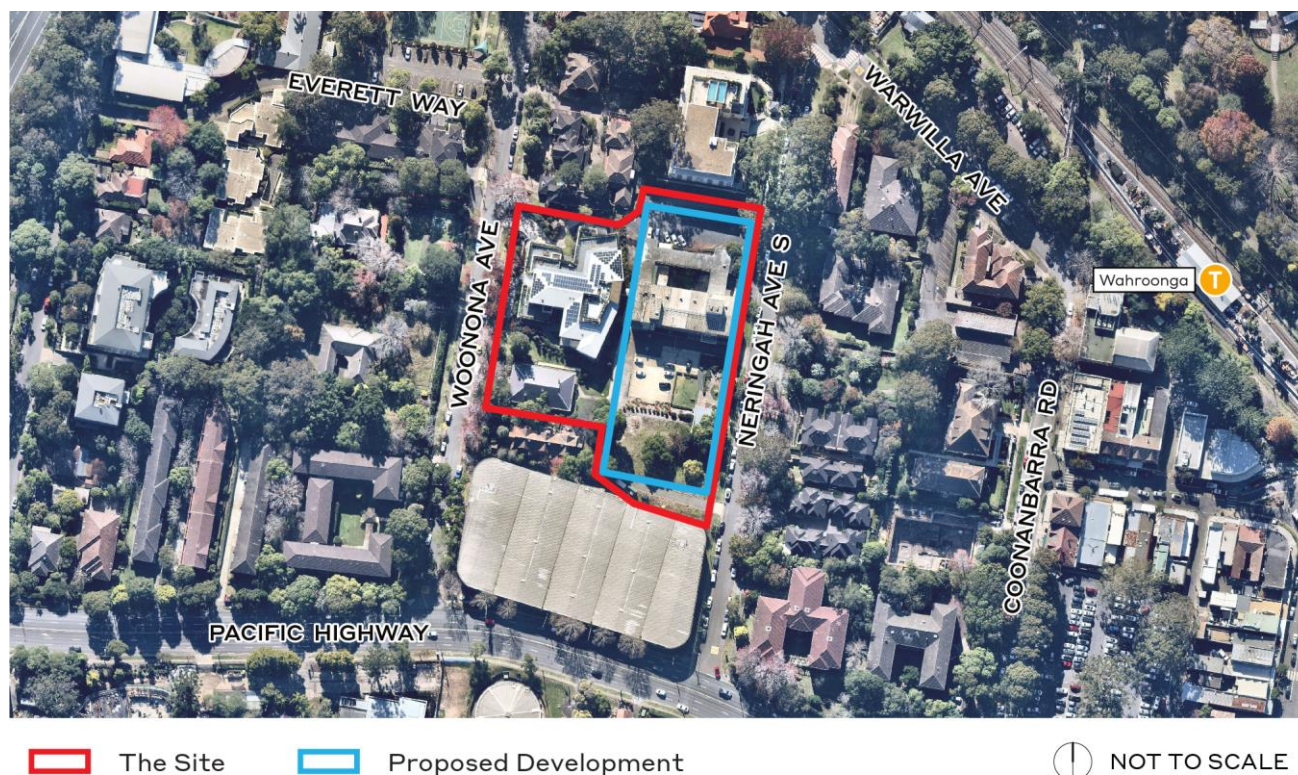 EVERETT WAY
WARWILLA AVE
WOONONA AVE
NERINGAH AVE S
Wahroonga
T
COONANBARRA RD
PACIFIC HIGHWAY
The Site
Proposed Development
NOT TO SCALE